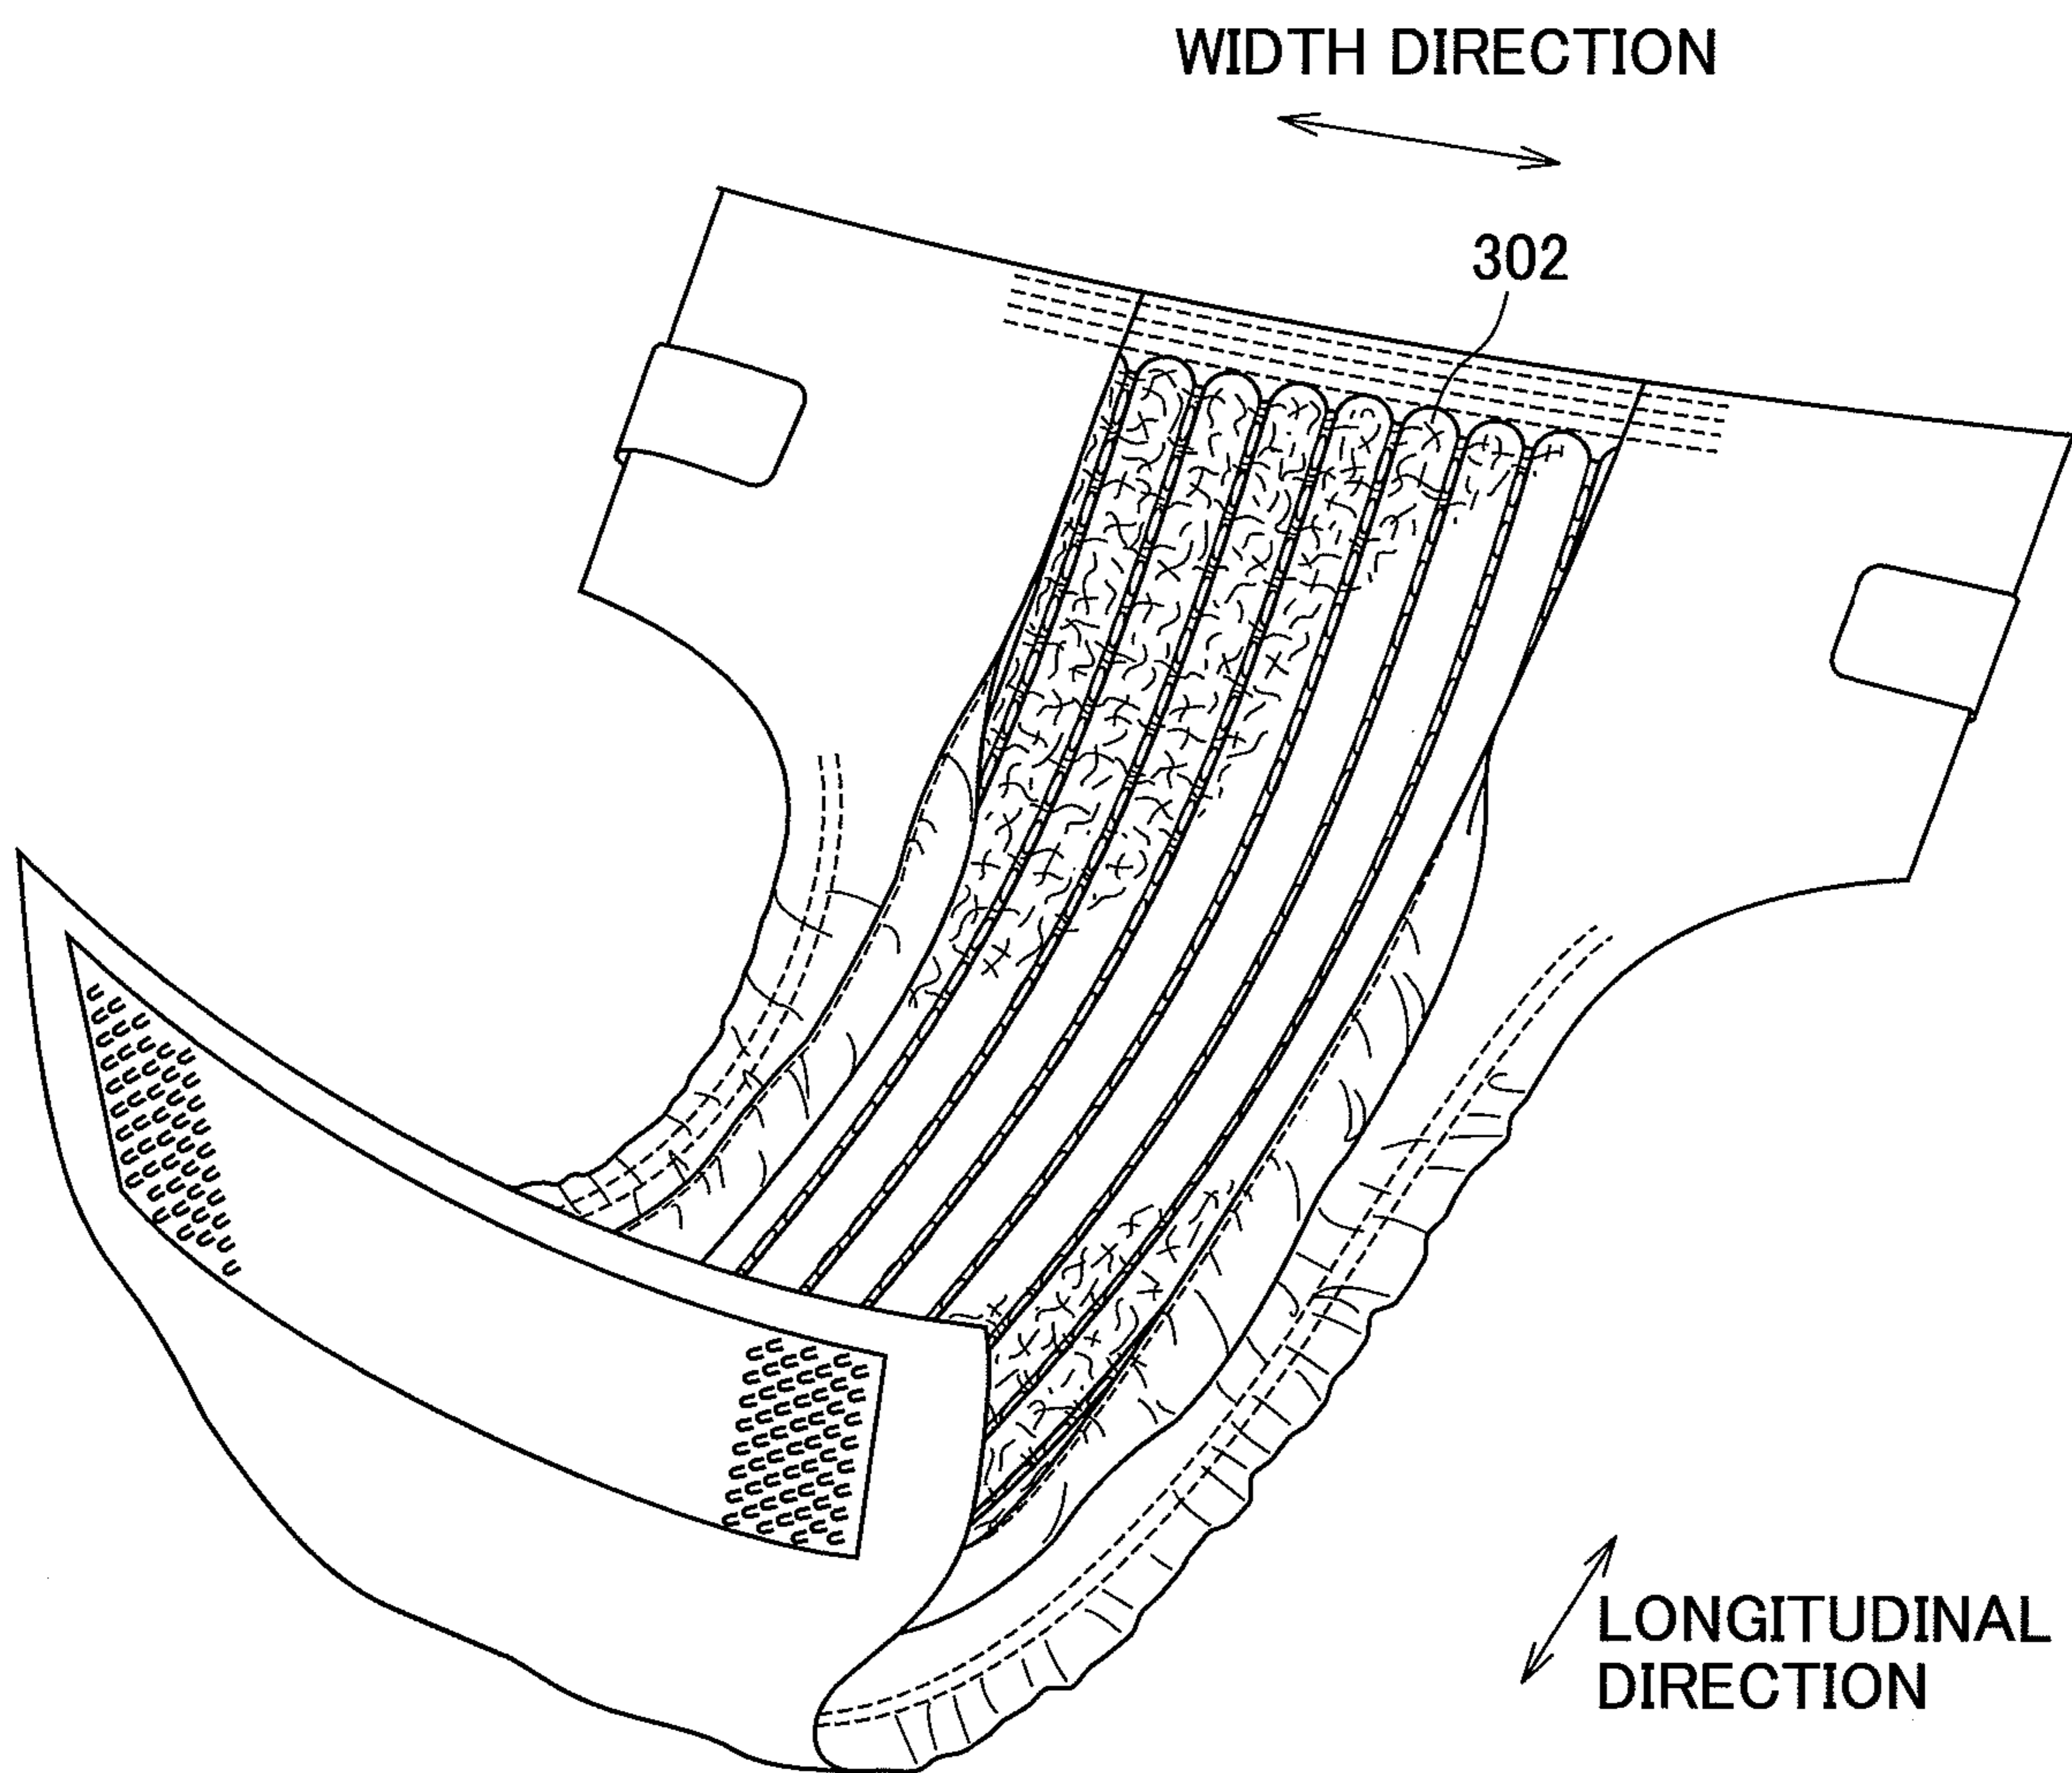 WIDTH DIRECTION
302
LONGITUDINAL
DIRECTION